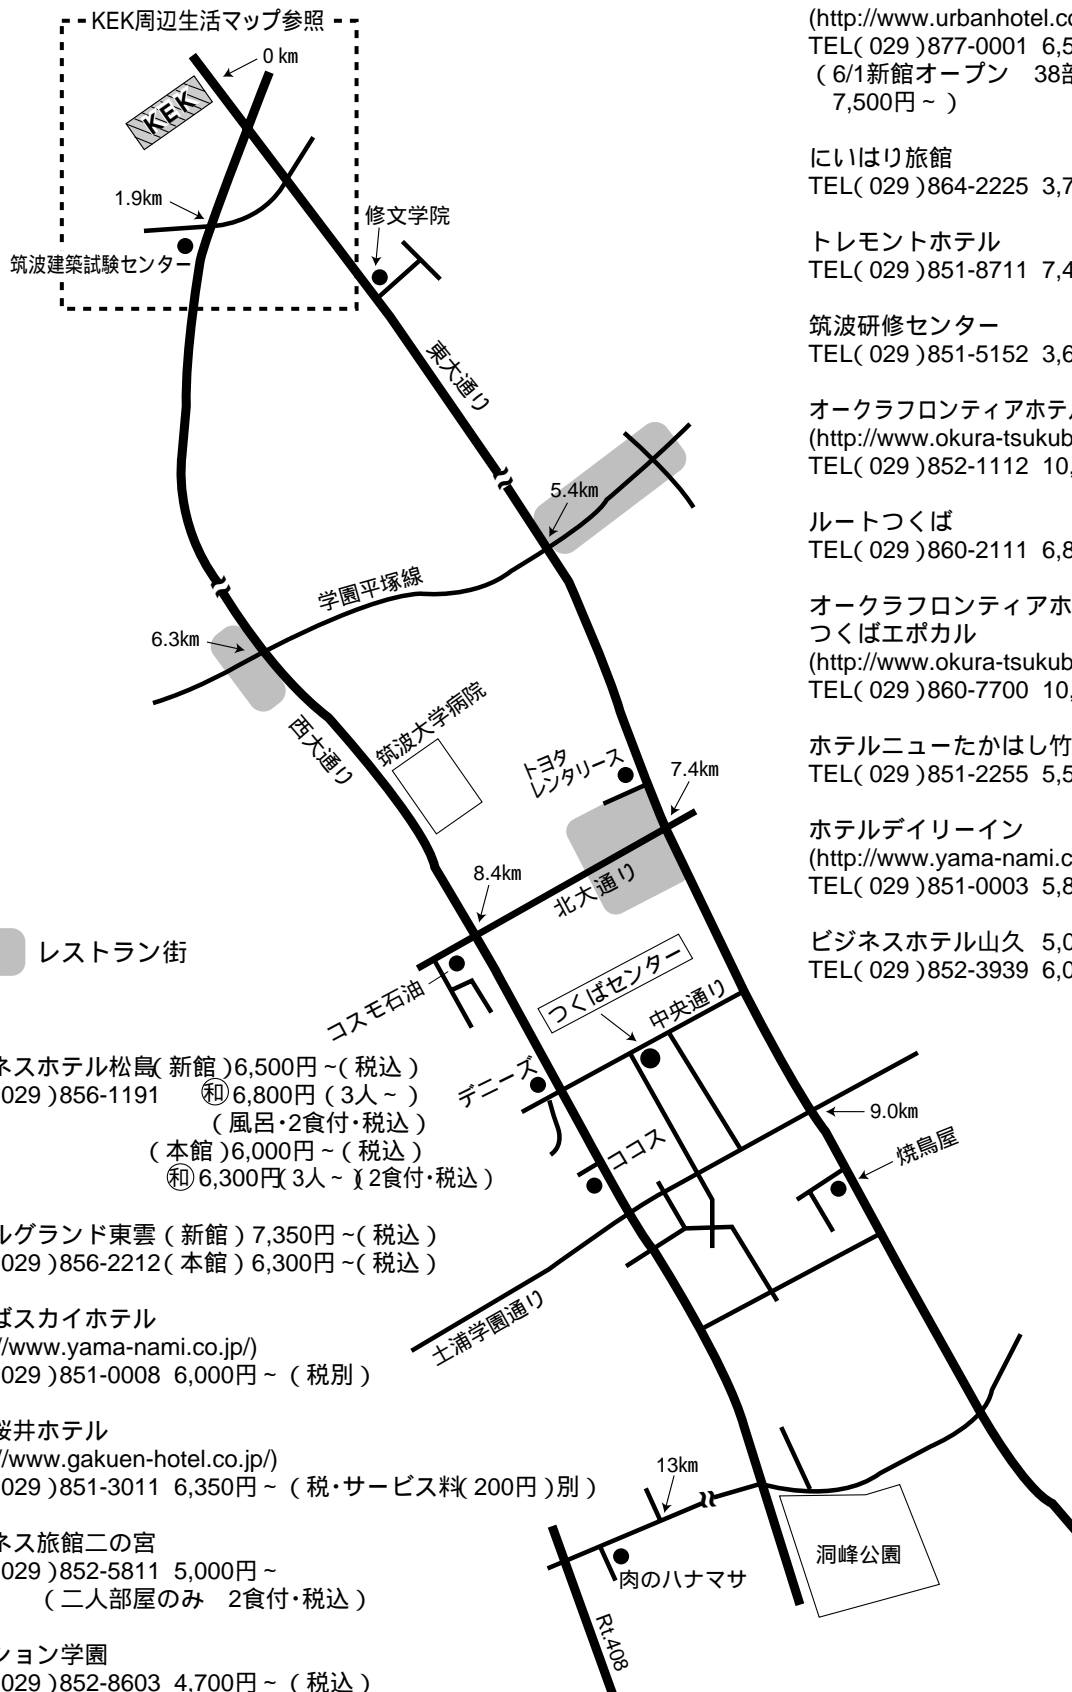 KEK周辺生活マップ参照
0km
KEK
1.9km
筑波建築試験センター
修文学院
東大通り
5.4km
学園平塚線
6.3km
西大通り
筑波大学病院
トヨタ
レンタリース
7.4km
8.4km
北大通り
レストラン街
コスモ石油
つくばセンター
中央通り
デニーズ
9.0km
ココス
焼鳥屋
土浦学園通り
13km
洞峰公園
肉のハナマサ
Rt.408
(http://www.urbanhotel.co
TEL(029)877-0001 6,5
(6/1新館オープン 38部
7,500円~)
にいはり旅館
TEL(029)864-2225 3,7
トレモントホテル
TEL(029)851-8711 7,4
筑波研修センター
TEL(029)851-5152 3,6
オークラフロンティアホテル
(http://www.okura-tsukub
TEL(029)852-1112 10,
ルートつくば
TEL(029)860-2111 6,8
オークラフロンティアホ
つくばエポカル
(http://www.okura-tsukub
TEL(029)860-7700 10,
ホテルニューたかはし竹
TEL(029)851-2255 5,5
ホテルデイリーイン
(http://www.yama-nami.c
TEL(029)851-0003 5,8
ビジネスホテル山久 5,0
TEL(029)852-3939 6,0
ネスホテル松島(新館)6,500円~(税込)
029)856-1191 ㊒6,800円(3人~)
(風呂・2食付・税込)
(本館)6,000円~(税込)
㊒6,300円(3人~)(2食付・税込)
ルグランド東雲(新館)7,350円~(税込)
029)856-2212(本館)6,300円~(税込)
ばスカイホテル
//www.yama-nami.co.jp/)
029)851-0008 6,000円~(税別)
桜井ホテル
//www.gakuen-hotel.co.jp/)
029)851-3011 6,350円~(税・サービス料(200円)別)
ネス旅館二の宮
029)852-5811 5,000円~
(二人部屋のみ 2食付・税込)
ション学園
029)852-8603 4,700円~(税込)